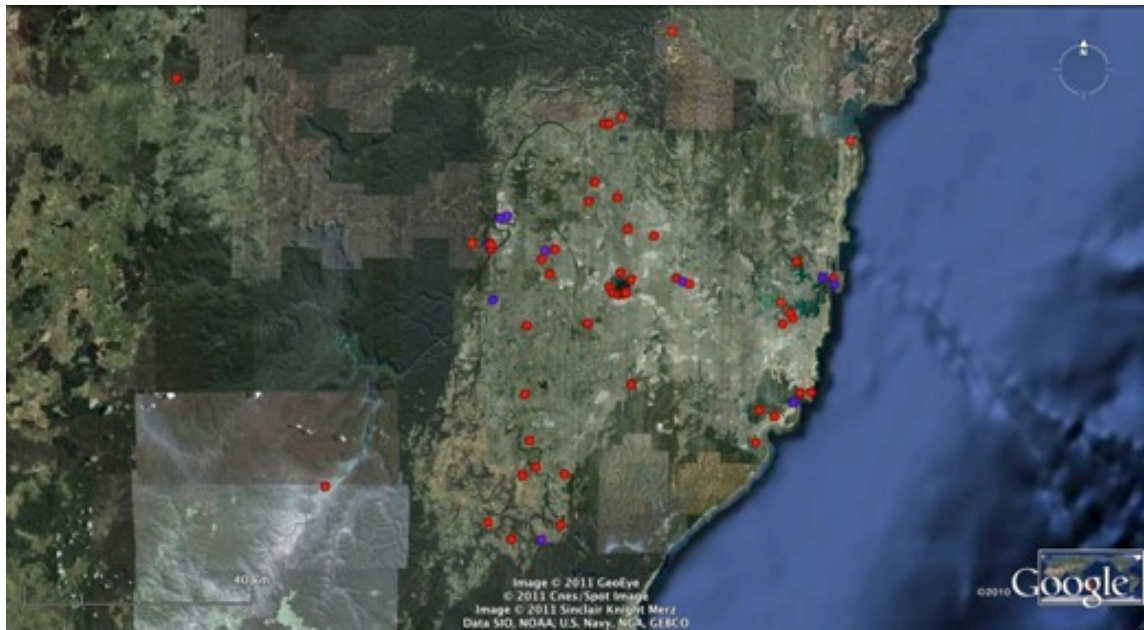 N
40 km
Image © 2011 GeoEye
© 2011 Cnes/Spot Image
Image © 2011 Sinclair Knight Merz
Data SIO, NOAA, U.S. Navy, NGA, GEBCO
©2010 Google